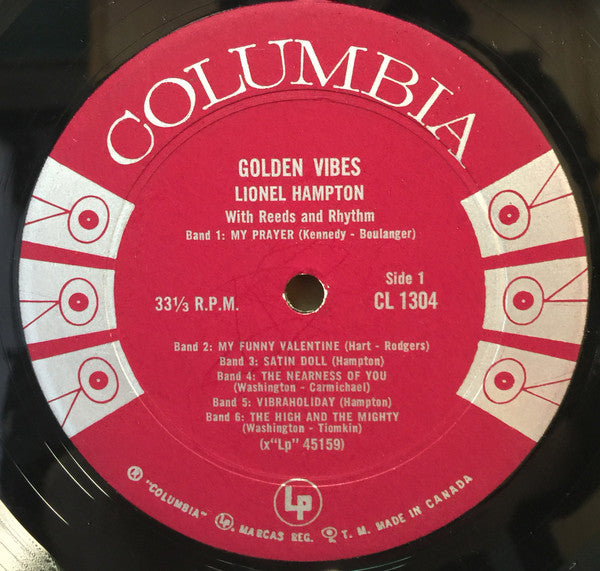 COLUMBIA
GOLDEN VIBES
LIONEL HAMPTON
With Reeds and Rhythm
Band 1: MY PRAYER (Kennedy - Boulanger)
33⅓ R.P.M.
Side 1
CL 1304
Band 2: MY FUNNY VALENTINE (Hart - Rodgers)
Band 3: SATIN DOLL (Hampton)
Band 4: THE NEARNESS OF YOU
(Washington - Carmichael)
Band 5: VIBRAHOLIDAY (Hampton)
Band 6: THE HIGH AND THE MIGHTY
(Washington - Tiomkin)
(x"Lp" 45159)
"COLUMBIA" Lp. MARCAS REG. T. M. MADE IN CANADA
Lp